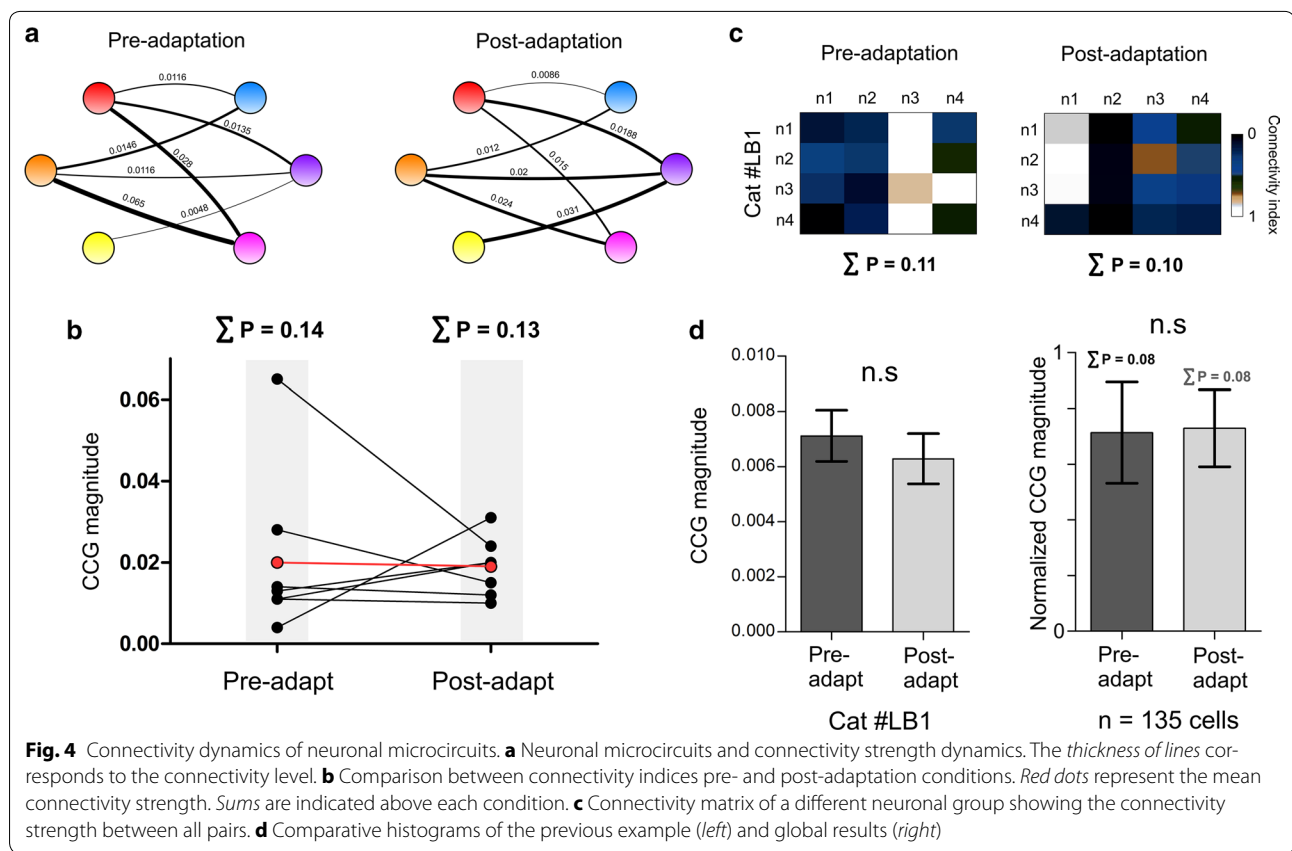 a
Pre-adaptation
Post-adaptation
0.0116
0.0135
0.0146
0.028
0.0116
0.065
0.0048
0.0086
0.0188
0.012
0.015
0.02
0.024
0.031
c
Pre-adaptation
Post-adaptation
n1 n2 n3 n4
n1 n2 n3 n4
Cat #LB1
n1
n2
n3
n4
n1
n2
n3
n4
0
1
Connectivity index
∑ P = 0.11
∑ P = 0.10
b
∑ P = 0.14
∑ P = 0.13
CCG magnitude
0.06
0.04
0.02
0.00
Pre-adapt
Post-adapt
d
n.s
CCG magnitude
0.010
0.008
0.006
0.004
0.002
0.000
Pre-
adapt
Post-
adapt
Cat #LB1
n.s
Normalized CCG magnitude
1
0
∑ P = 0.08
∑ P = 0.08
Pre-
adapt
Post-
adapt
n = 135 cells
Fig. 4 Connectivity dynamics of neuronal microcircuits. a Neuronal microcircuits and connectivity strength dynamics. The thickness of lines cor-
responds to the connectivity level. b Comparison between connectivity indices pre- and post-adaptation conditions. Red dots represent the mean
connectivity strength. Sums are indicated above each condition. c Connectivity matrix of a different neuronal group showing the connectivity
strength between all pairs. d Comparative histograms of the previous example (left) and global results (right)